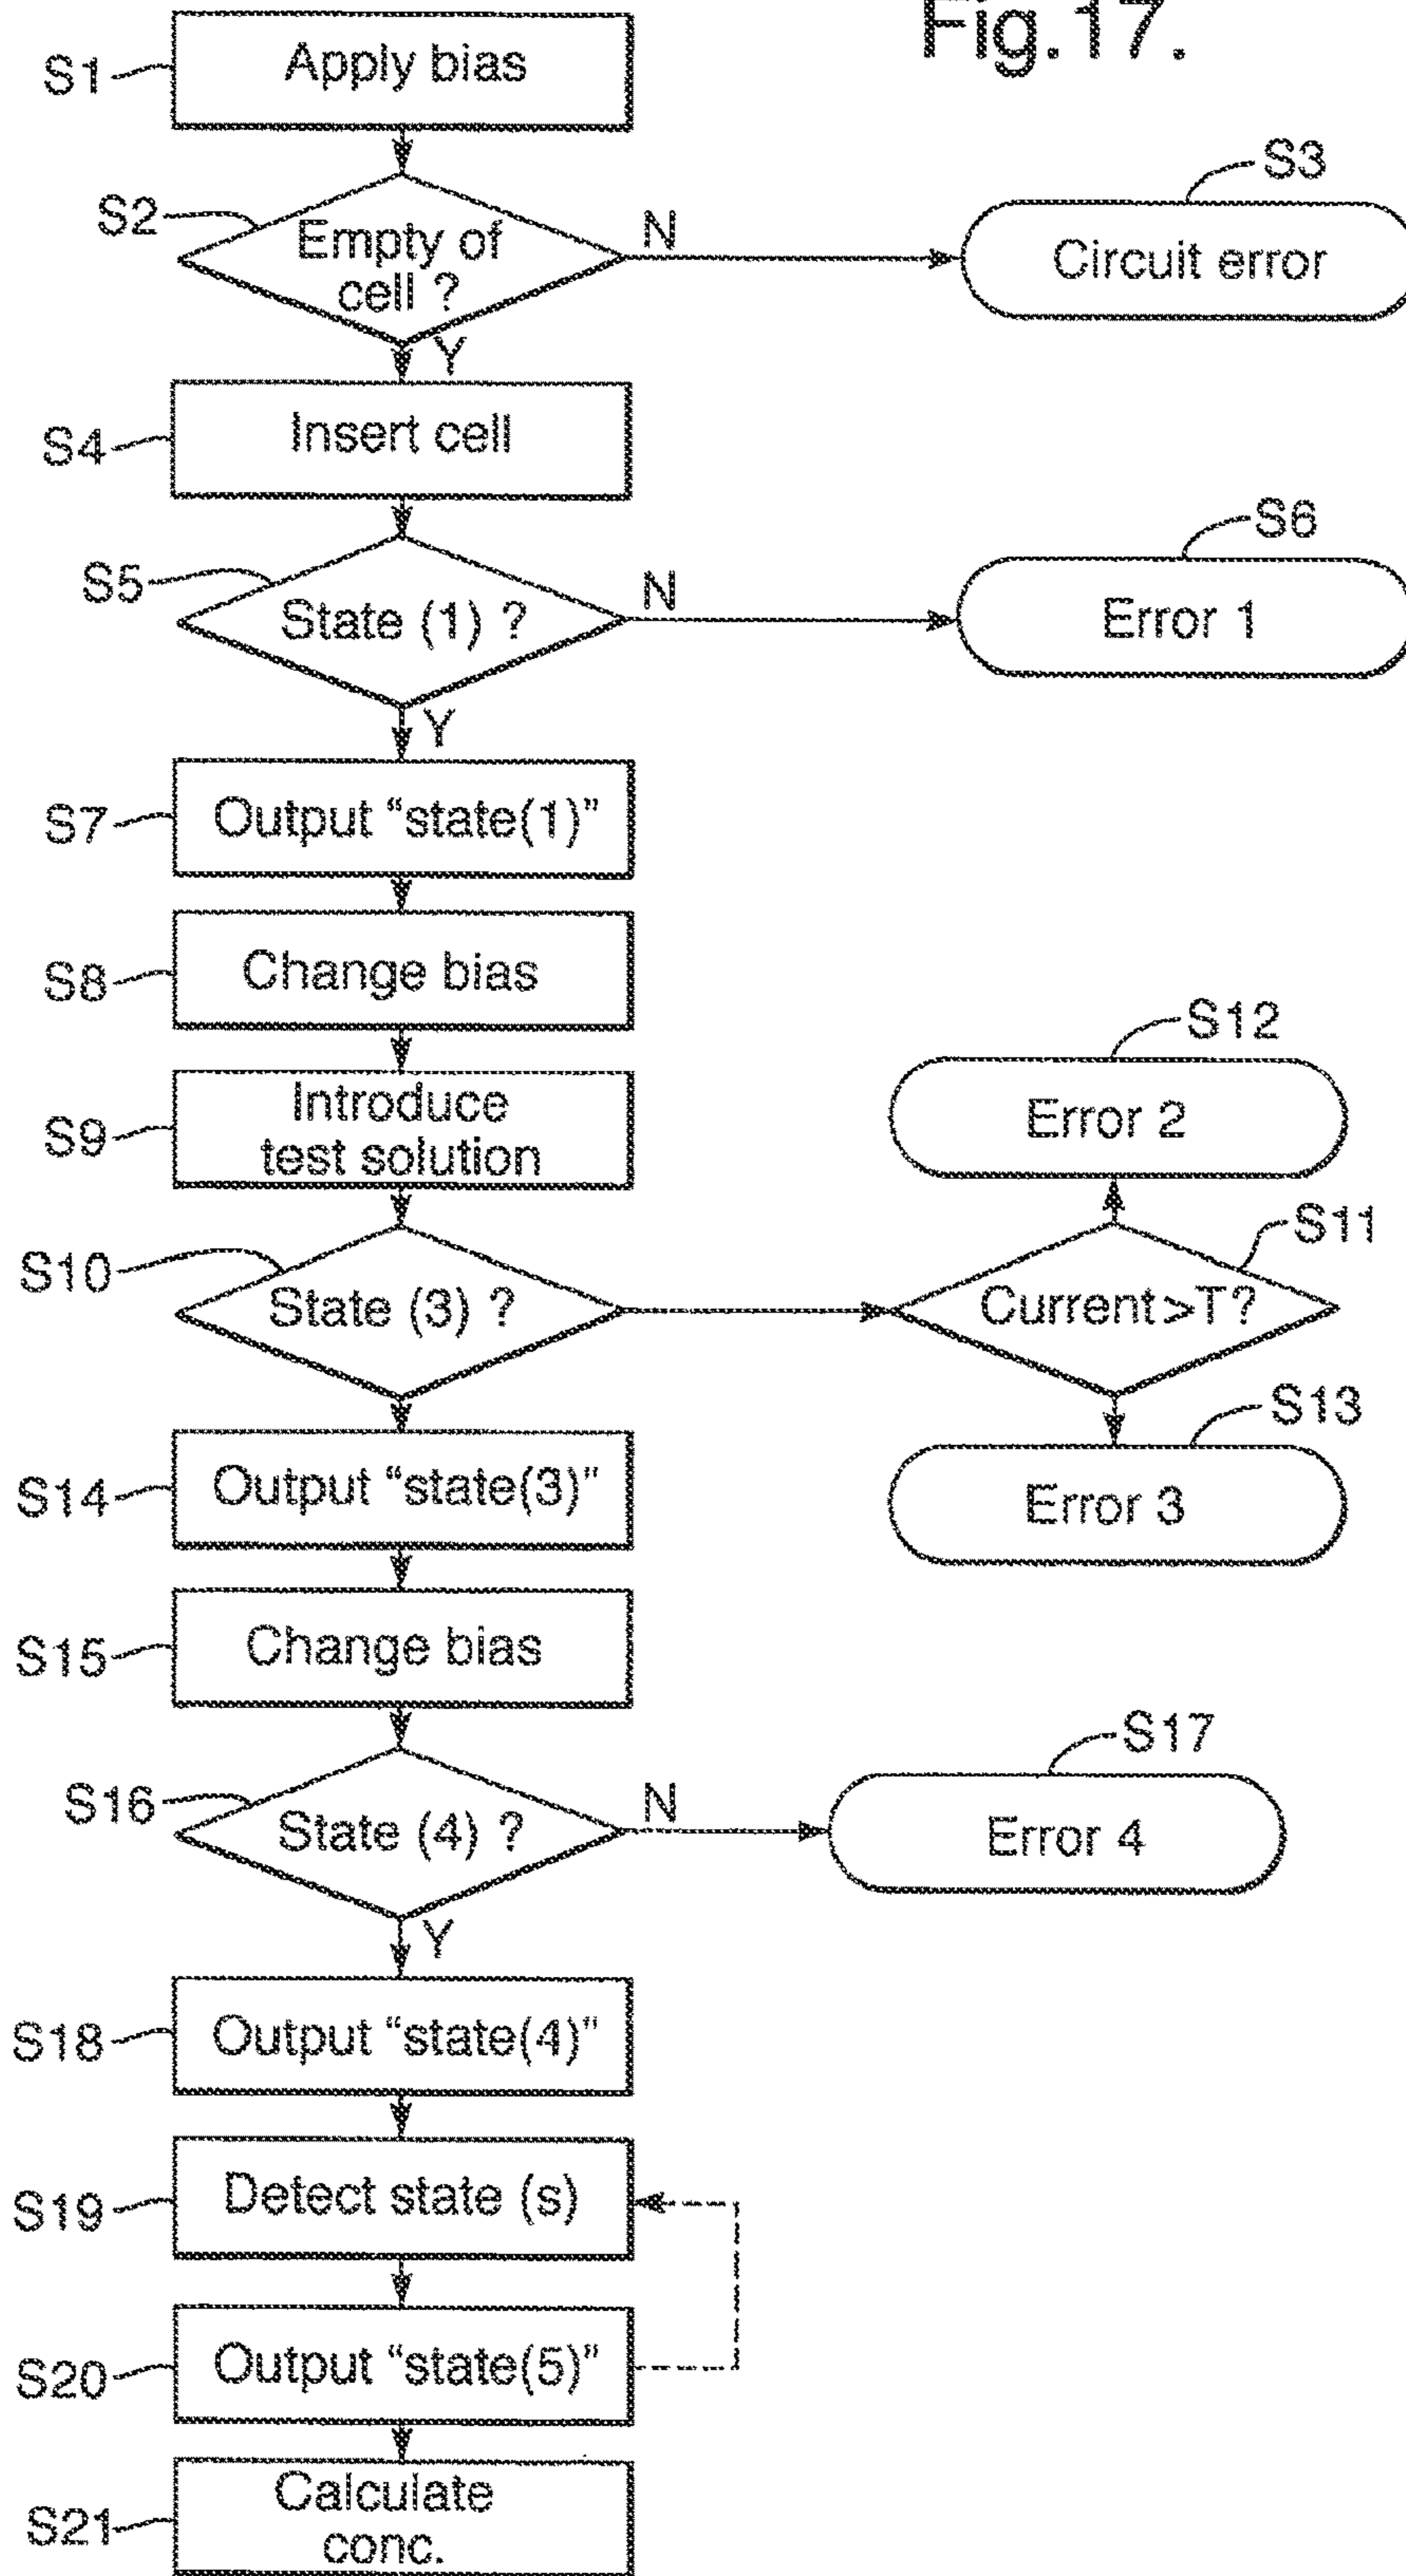 Fig.17.
S1
Apply bias
S2
Empty of
cell ?
N
S3
Circuit error
Y
S4
Insert cell
S5
State (1) ?
N
S6
Error 1
Y
S7
Output “state(1)”
S8
Change bias
S9
Introduce
test solution
S10
State (3) ?
S11
Current>T?
S12
Error 2
S13
Error 3
S14
Output “state(3)”
S15
Change bias
S16
State (4) ?
N
S17
Error 4
Y
S18
Output “state(4)”
S19
Detect state (s)
S20
Output “state(5)”
S21
Calculate
conc.